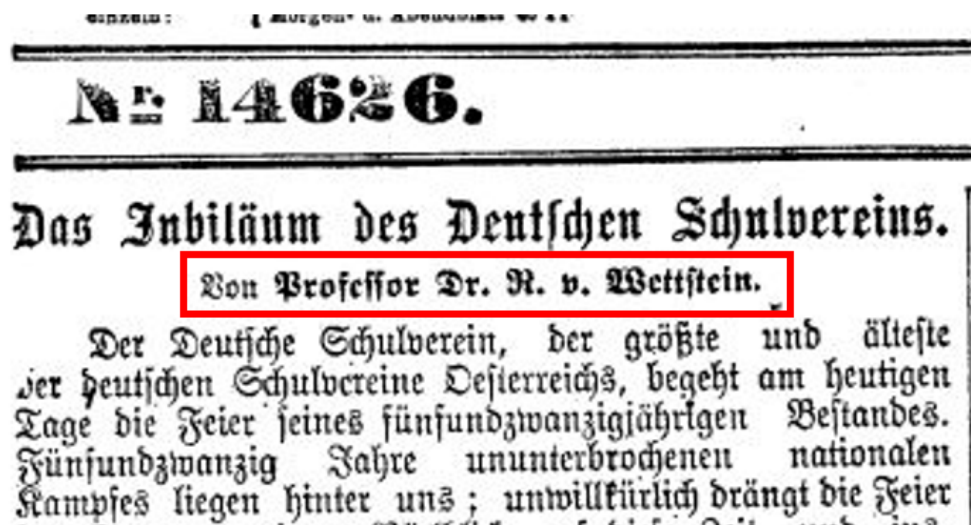 Nr. 14626.
Das Jubiläum des Deutschen Schulvereins.
Von Professor Dr. R. v. Wettstein.
Der Deutsche Schulverein, der größte und älteste
der deutschen Schulvereine Oesterreichs, begeht am heutigen
Tage die Feier seines fünfundzwanzigjährigen Bestandes.
Fünfundzwanzig Jahre ununterbrochenen nationalen
Kampfes liegen hinter uns; unwillkürlich drängt die Feier